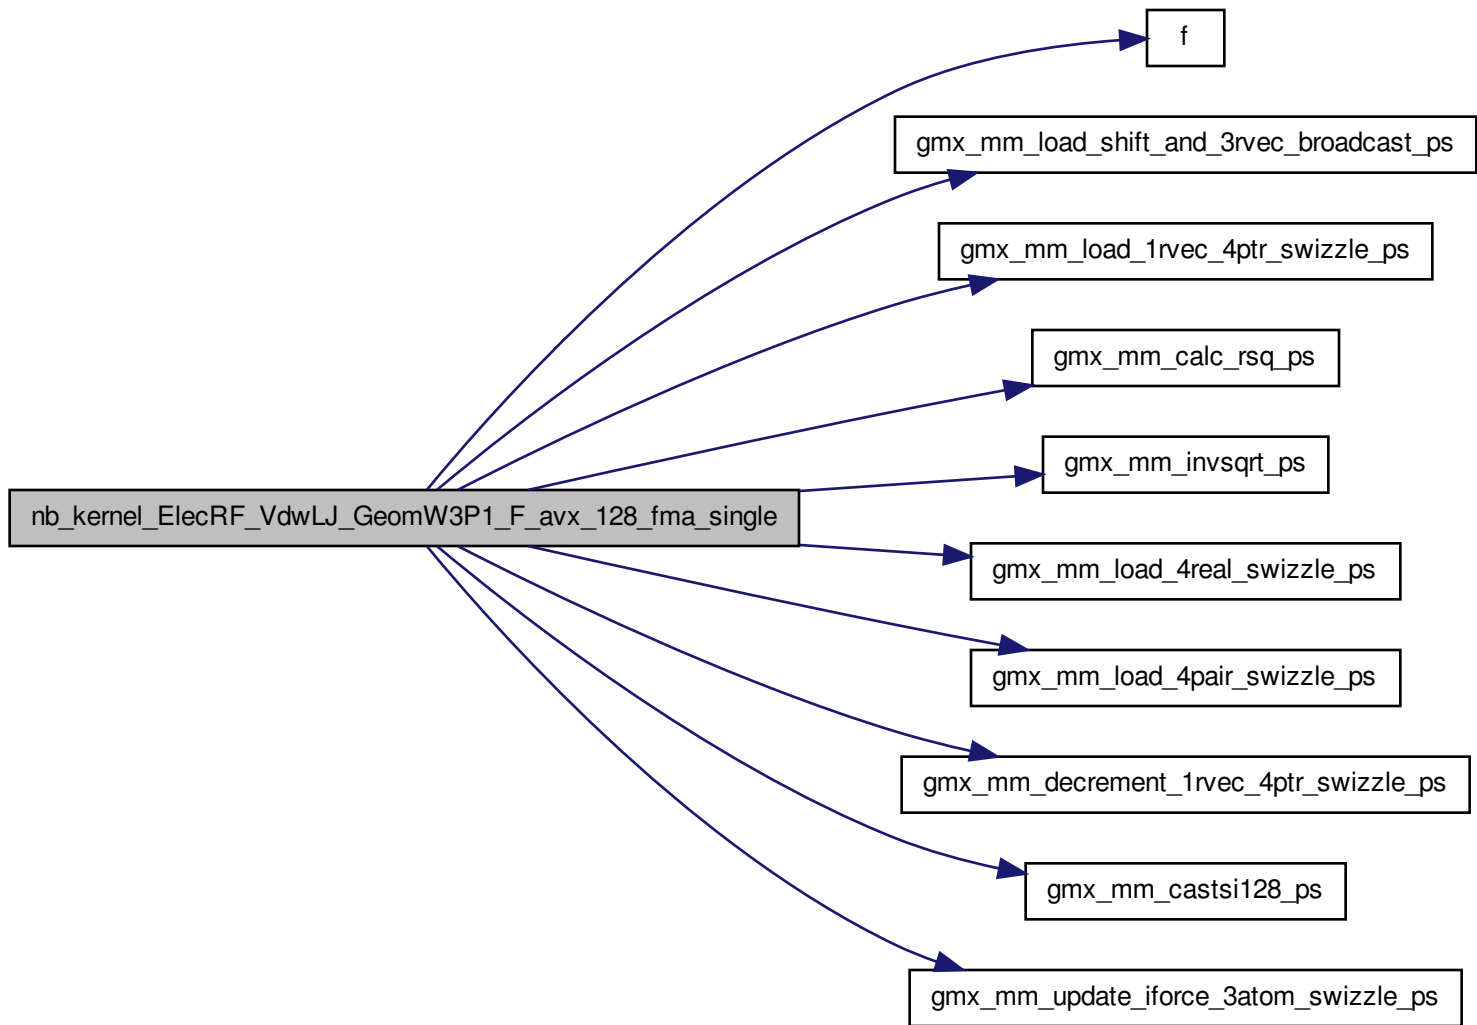 f
gmx_mm_load_shift_and_3rvec_broadcast_ps
gmx_mm_load_1rvec_4ptr_swizzle_ps
gmx_mm_calc_rsq_ps
gmx_mm_invsqrt_ps
nb_kernel_ElecRF_VdwLJ_GeomW3P1_F_avx_128_fma_single
gmx_mm_load_4real_swizzle_ps
gmx_mm_load_4pair_swizzle_ps
gmx_mm_decrement_1rvec_4ptr_swizzle_ps
gmx_mm_castsi128_ps
gmx_mm_update_iforce_3atom_swizzle_ps